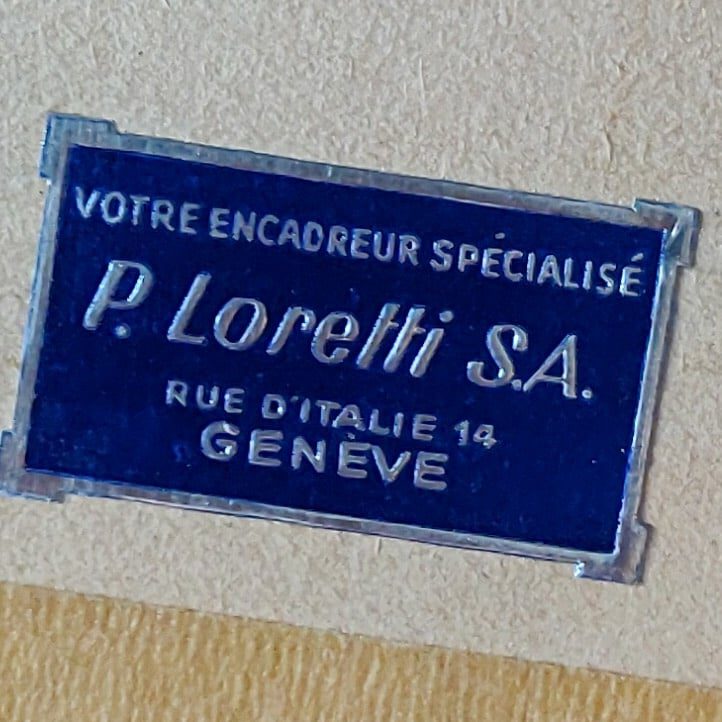 VOTRE ENCADREUR SPÉCIALISÉ
P. Loretti S.A.
RUE D'ITALIE 14
GENÈVE